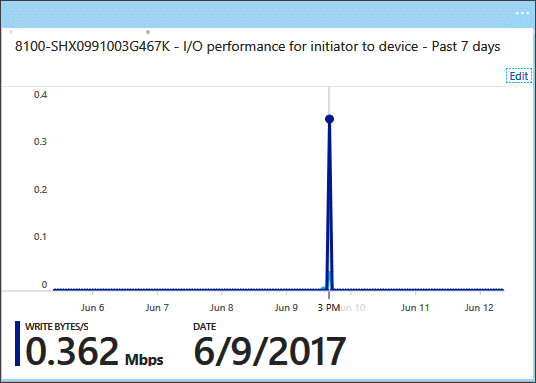 8100-SHX0991003G467K - I/O performance for initiator to device - Past 7 days
Edit
0.4
0.3
0.2
0.1
0
Jun 6 Jun 7 Jun 8 Jun 9 3 PM Jun 10 Jun 11 Jun 12
WRITE BYTES/S DATE
0.362 Mbps 6/9/2017